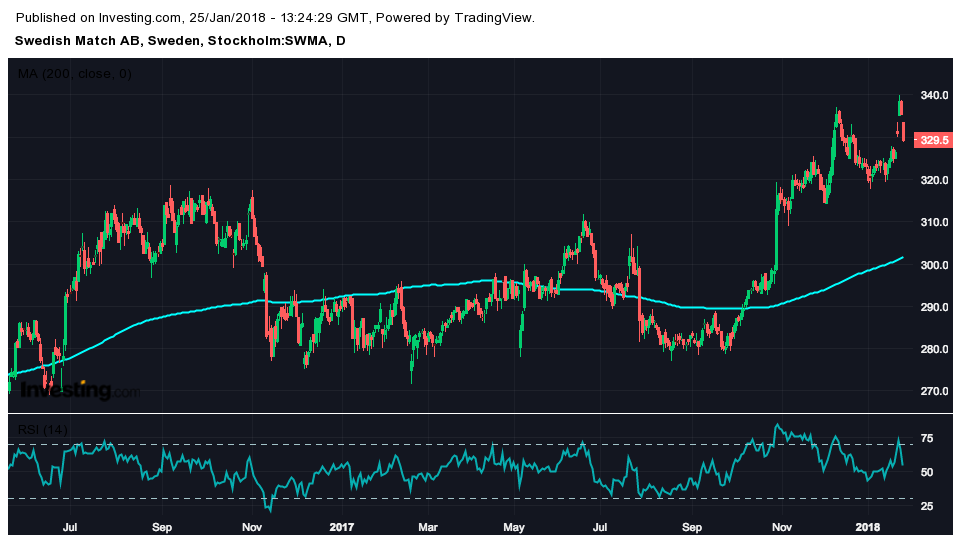 Published on Investing.com, 25/Jan/2018 - 13:24:29 GMT, Powered by TradingView.
Swedish Match AB, Sweden, Stockholm:SWMA, D
MA (200, close, 0)
340.0
329.5
320.0
310.0
300.0
290.0
280.0
270.0
Investing.com
RSI (14)
75
50
25
Jul Sep Nov 2017 Mar May Jul Sep Nov 2018